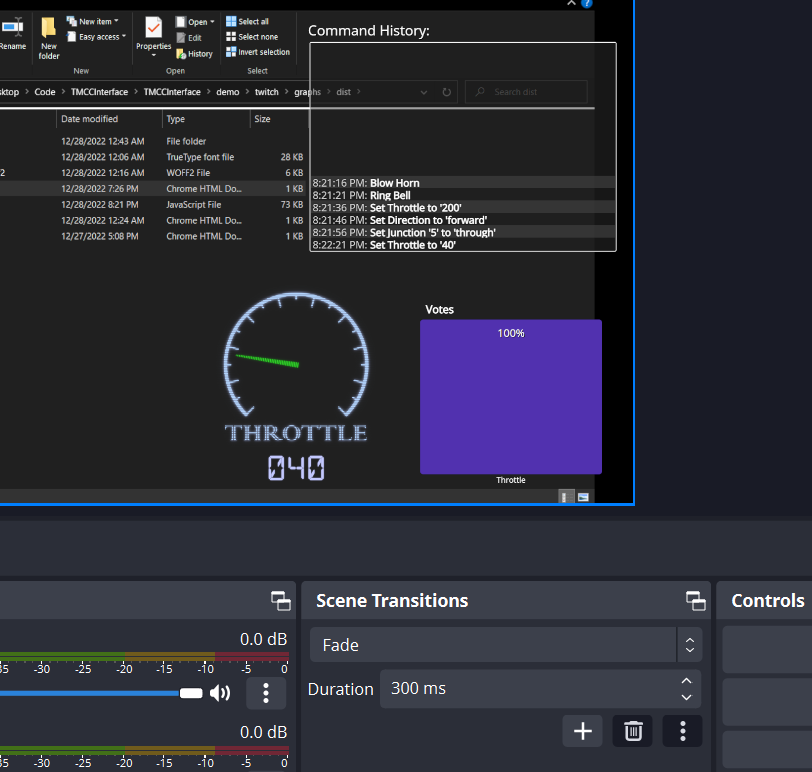 ?
Rename
New folder
New item
Easy access
New
Properties
Open
Edit
History
Open
Select all
Select none
Invert selection
Select
Command History:
ktop > Code > TMCCInterface > TMCCInterface > demo > twitch > graphs > dist >
Search dist
Date modified Type Size
12/28/2022 12:43 AM File folder
12/28/2022 12:06 AM TrueType font file 28 KB
2 12/28/2022 12:16 AM WOFF2 File 6 KB
12/28/2022 7:26 PM Chrome HTML Do... 1 KB
12/28/2022 8:21 PM JavaScript File 73 KB
12/28/2022 12:24 AM Chrome HTML Do... 1 KB
12/27/2022 5:08 PM Chrome HTML Do... 1 KB
8:21:16 PM: Blow Horn
8:21:21 PM: Ring Bell
8:21:36 PM: Set Throttle to '200'
8:21:46 PM: Set Direction to 'forward'
8:21:56 PM: Set Junction '5' to 'through'
8:22:21 PM: Set Throttle to '40'
THROTTLE
040
Votes
100%
Throttle
0.0 dB
35 -30 -25 -20 -15 -10 -5 0
0.0 dB
35 -30 -25 -20 -15 -10 -5 0
Scene Transitions
Fade
Duration 300 ms
Controls